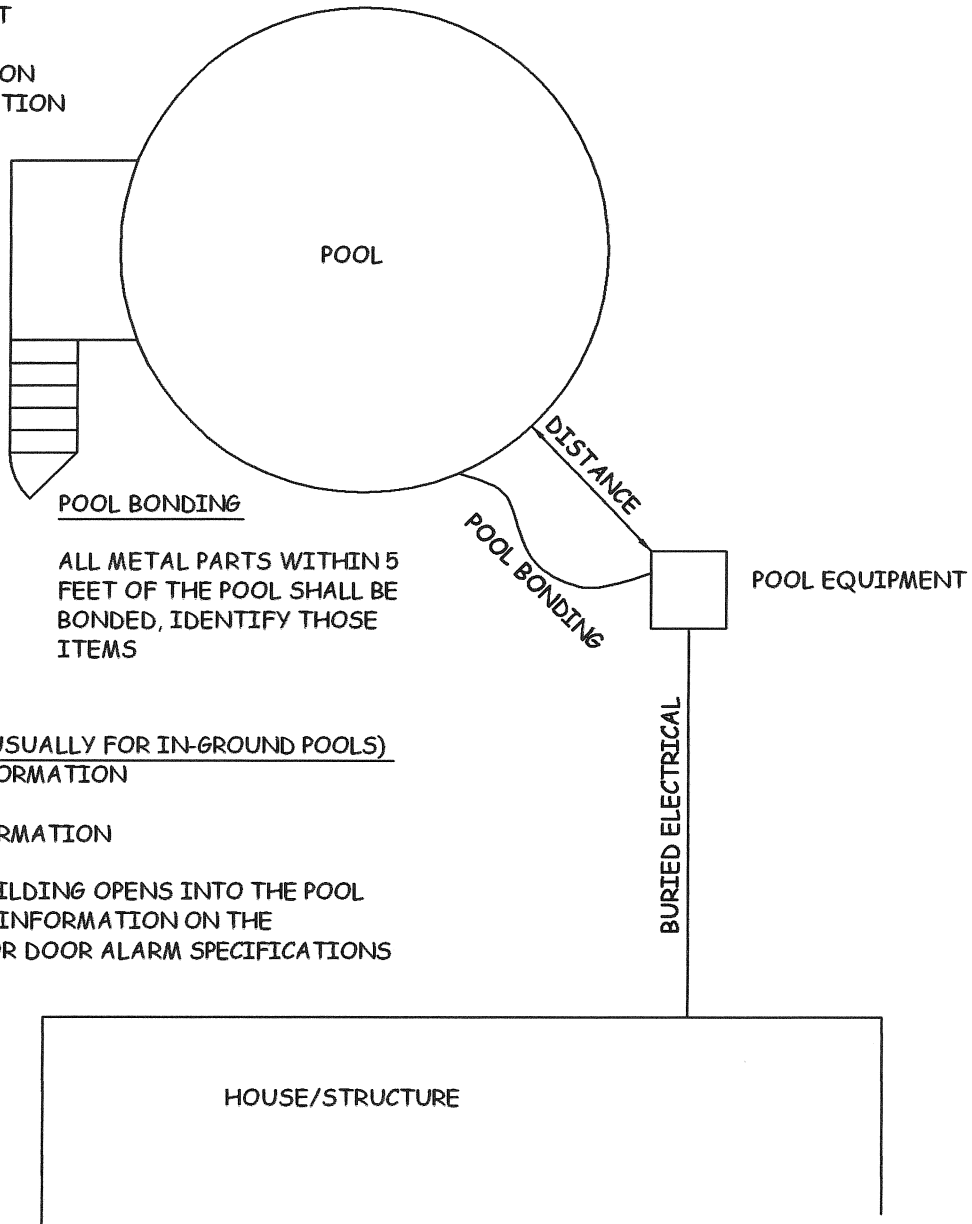 T
ON
TION
POOL
DISTANCE
POOL BONDING
POOL EQUIPMENT
POOL BONDING
ALL METAL PARTS WITHIN 5
FEET OF THE POOL SHALL BE
BONDED, IDENTIFY THOSE
ITEMS
USUALLY FOR IN-GROUND POOLS)
ORMATION
RMATION
ILDING OPENS INTO THE POOL
INFORMATION ON THE
OR DOOR ALARM SPECIFICATIONS
BURIED ELECTRICAL
HOUSE/STRUCTURE